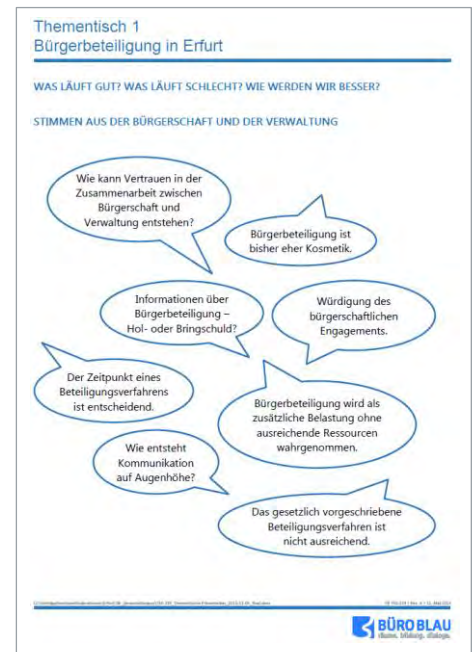 Thementisch 1
Bürgerbeteiligung in Erfurt
WAS LÄUFT GUT? WAS LÄUFT SCHLECHT? WIE WERDEN WIR BESSER?
STIMMEN AUS DER BÜRGERSCHAFT UND DER VERWALTUNG
Wie kann Vertrauen in der
Zusammenarbeit zwischen
Bürgerschaft und
Verwaltung entstehen?
Bürgerbeteiligung ist
bisher eher Kosmetik.
Informationen über
Bürgerbeteiligung –
Hol- oder Bringschuld?
Würdigung des
bürgerschaftlichen
Engagements.
Der Zeitpunkt eines
Beteiligungsverfahrens
ist entscheidend.
Bürgerbeteiligung wird als
zusätzliche Belastung ohne
ausreichende Ressourcen
wahrgenommen.
Wie entsteht
Kommunikation
auf Augenhöhe?
Das gesetzlich vorgeschriebene
Beteiligungsverfahren ist
nicht ausreichend.
BÜRO BLAU